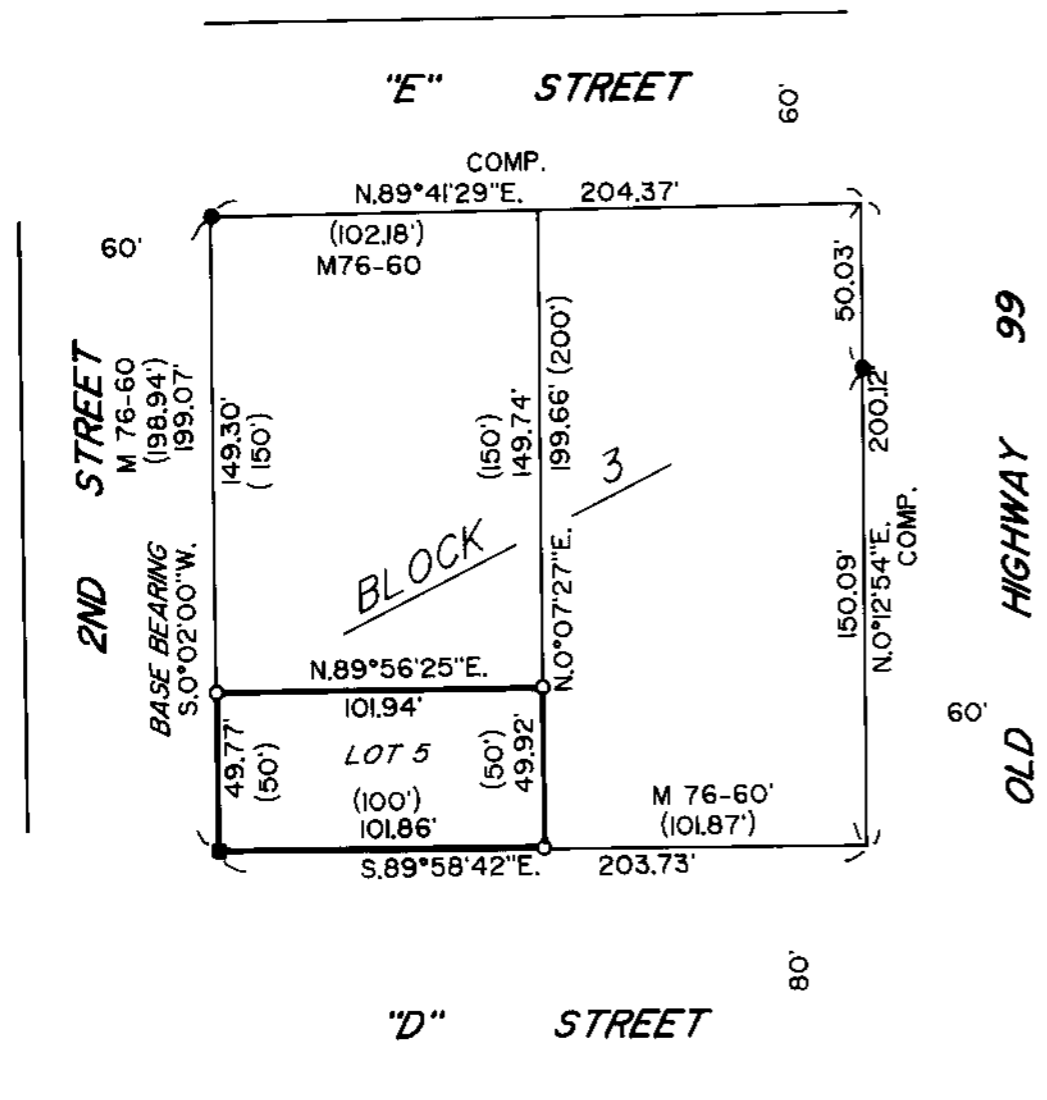 "E" STREET
60'
COMP.
N.89°41'29"E. 204.37'
(102.18')
M76-60
60'
2ND STREET
M 76-60
(198.94')
199.07'
BASE BEARING
S.0°02'00"W.
149.30'
(150')
(150')
149.74'
199.66' (200')
N.0°07'27"E.
50.03'
200.12
150.09'
N.0°12'54"E.
COMP.
OLD HIGHWAY 99
60'
BLOCK 3
N.89°56'25"E.
101.94'
49.77'
(50')
LOT 5
(50')
49.92'
(100')
101.86'
M 76-60'
(101.87')
S.89°58'42"E. 203.73'
80'
"D" STREET